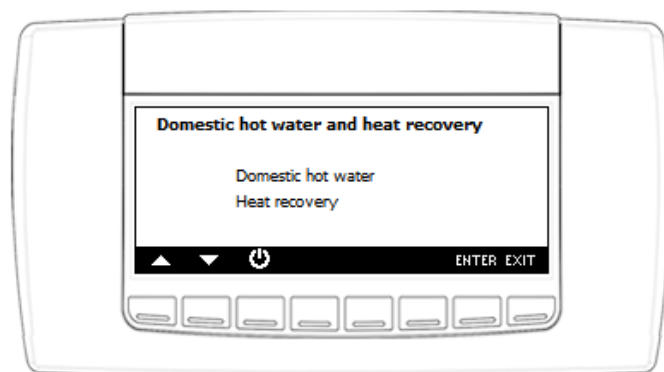 Domestic hot water and heat recovery
Domestic hot water
Heat recovery
ENTER EXIT